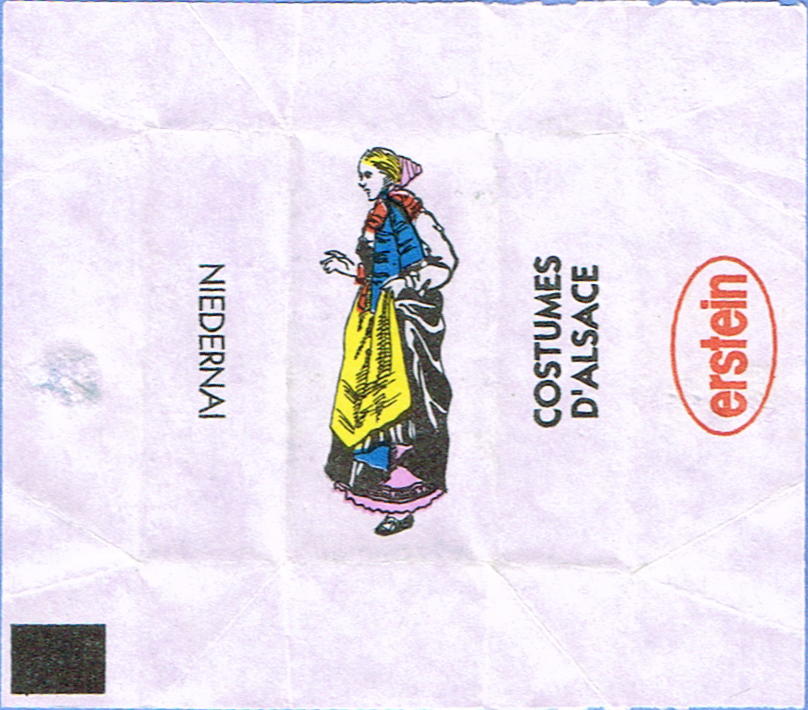 NIEDERNAI
COSTUMES
D'ALSACE
erstein